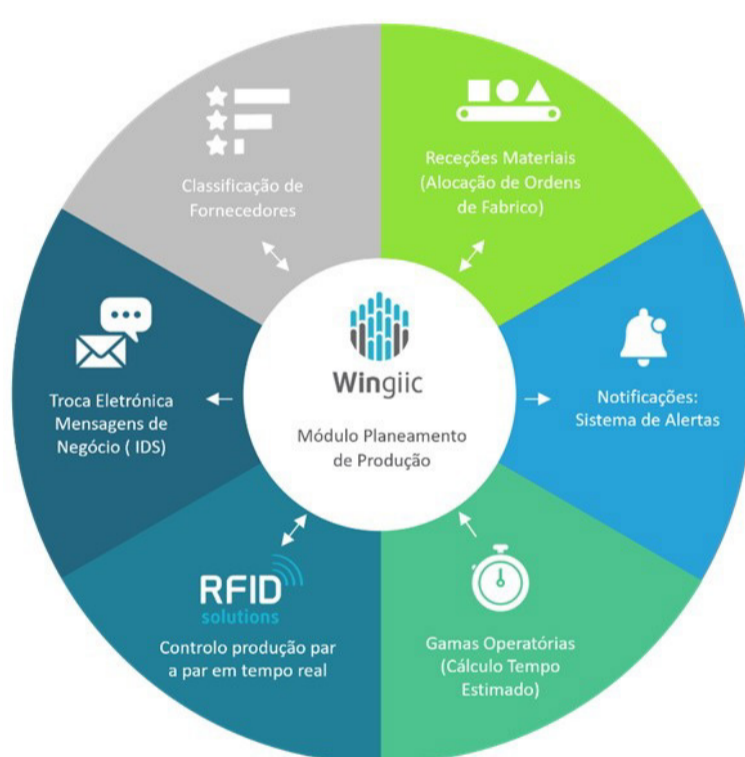 Classificação de
Fornecedores
Receções Materiais
(Alocação de Ordens
de Fabrico)
Troca Eletrónica
Mensagens de
Negócio ( IDS)
Wingiic
Módulo Planeamento
de Produção
Notificações:
Sistema de Alertas
RFID
solutions
Controlo produção par
a par em tempo real
Gamas Operatórias
(Cálculo Tempo
Estimado)